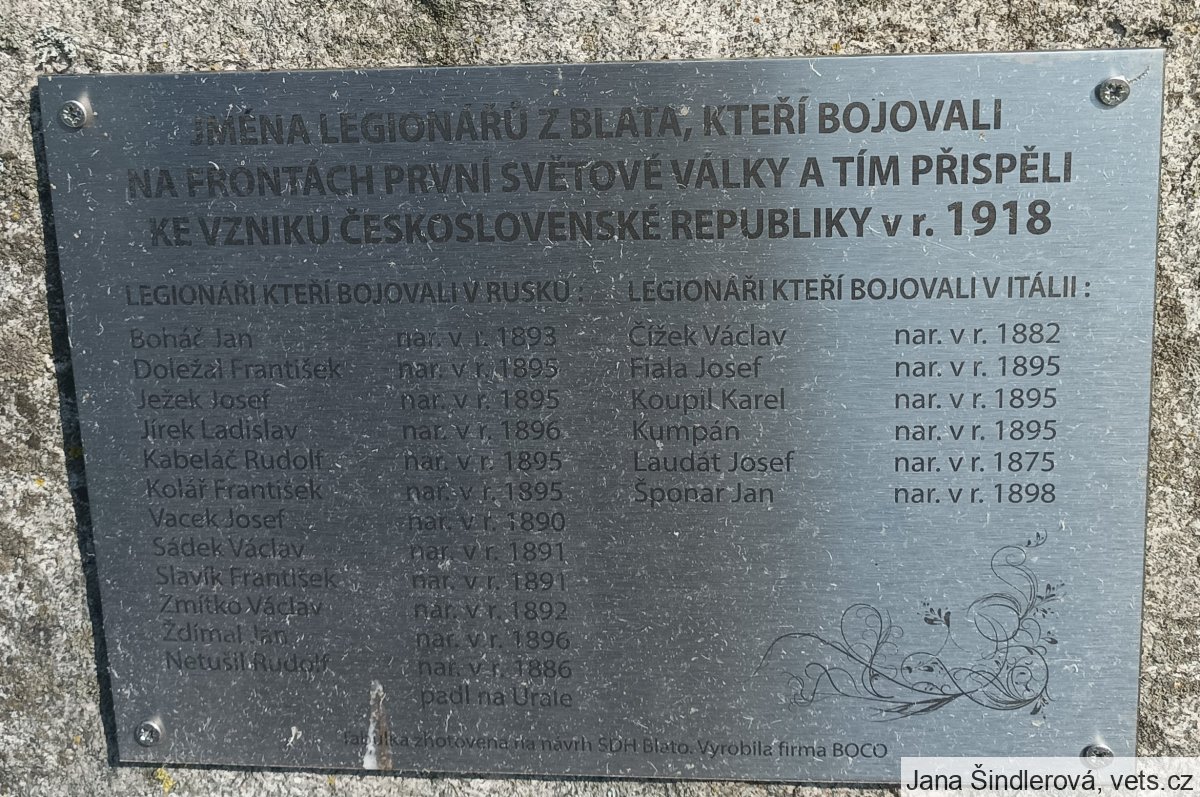 JMÉNA LEGIONÁŘŮ Z BLATA, KTEŘÍ BOJOVALI
NA FRONTÁCH PRVNÍ SVĚTOVÉ VÁLKY A TÍM PŘISPĚLI
KE VZNIKU ČESKOSLOVENSKÉ REPUBLIKY v r. 1918
LEGIONÁŘI KTEŘÍ BOJOVALI V RUSKU :
Boháč Jan nar. v r. 1893
Doležal František nar. v r. 1895
Ježek Josef nar. v r. 1895
Jírek Ladislav nar. v r. 1896
Kabeláč Rudolf nar. v r. 1895
Kolář František nar. v r. 1895
Vacek Josef nar. v r. 1890
Sádek Václav nar. v r. 1891
Slavík František nar. v r. 1891
Zmítko Václav nar. v r. 1892
Ždímal Jan nar. v r. 1896
Netušil Rudolf nar. v r. 1886
padl na Urale
LEGIONÁŘI KTEŘÍ BOJOVALI V ITÁLII :
Čížek Václav nar. v r. 1882
Fiala Josef nar. v r. 1895
Koupil Karel nar. v r. 1895
Kumpán nar. v r. 1895
Laudát Josef nar. v r. 1875
Šponar Jan nar. v r. 1898
Tabulka zhotovena na návrh SDH Blato. Vyrobila firma BOCO
Jana Šindlerová, vets.cz